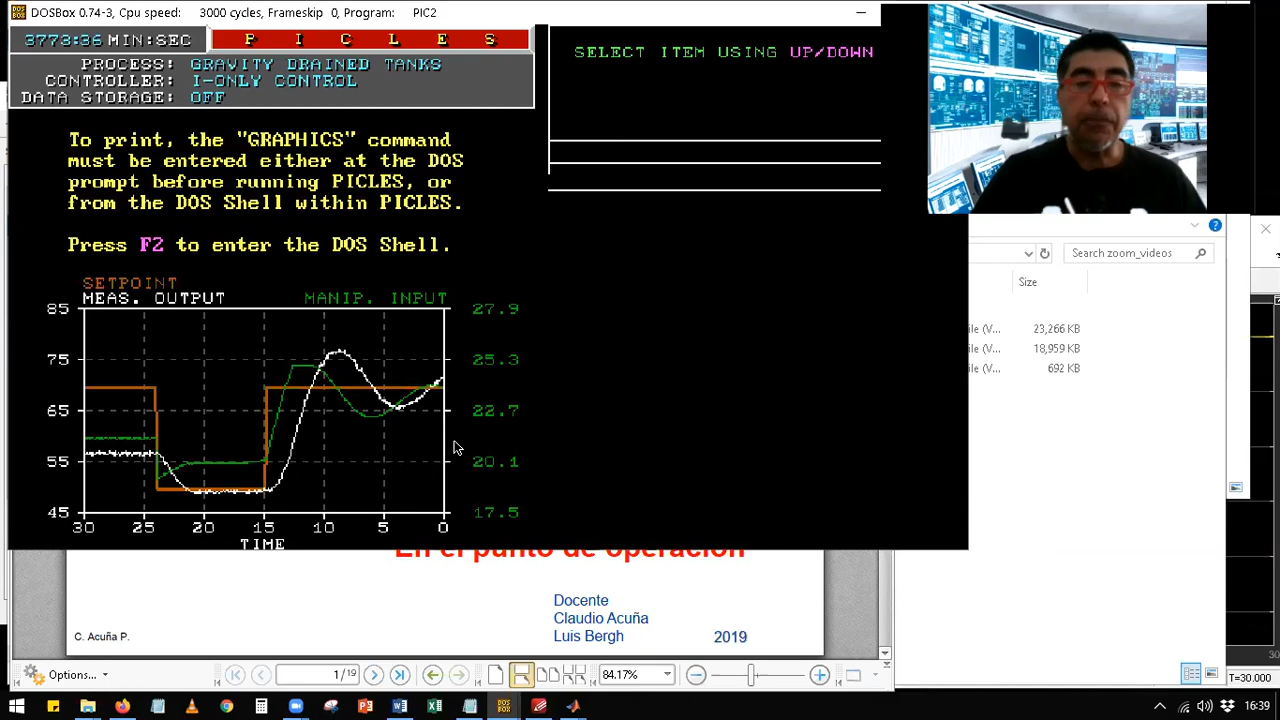 DOSBox 0.74-3, Cpu speed: 3000 cycles, Frameskip 0, Program: PIC2
3773:36 MIN:SEC
P I C L E S
PROCESS: GRAVITY DRAINED TANKS
CONTROLLER: I-ONLY CONTROL
DATA STORAGE: OFF
SELECT ITEM USING UP/DOWN
To print, the "GRAPHICS" command
must be entered either at the DOS
prompt before running PICLES, or
from the DOS Shell within PICLES.
Press F2 to enter the DOS Shell.
SETPOINT
MEAS. OUTPUT MANIP. INPUT
85 27.9
75 25.3
65 22.7
55 20.1
45 17.5
30 25 20 15 10 5 0
TIME
Search zoom_videos
Size
ile (V... 23,266 KB
ile (V... 18,959 KB
ile (V... 692 KB
En el punto de operación
Docente
Claudio Acuña
Luis Bergh 2019
C. Acuña P.
Options...
1/19
84.17%
30
T=30.000
16:39